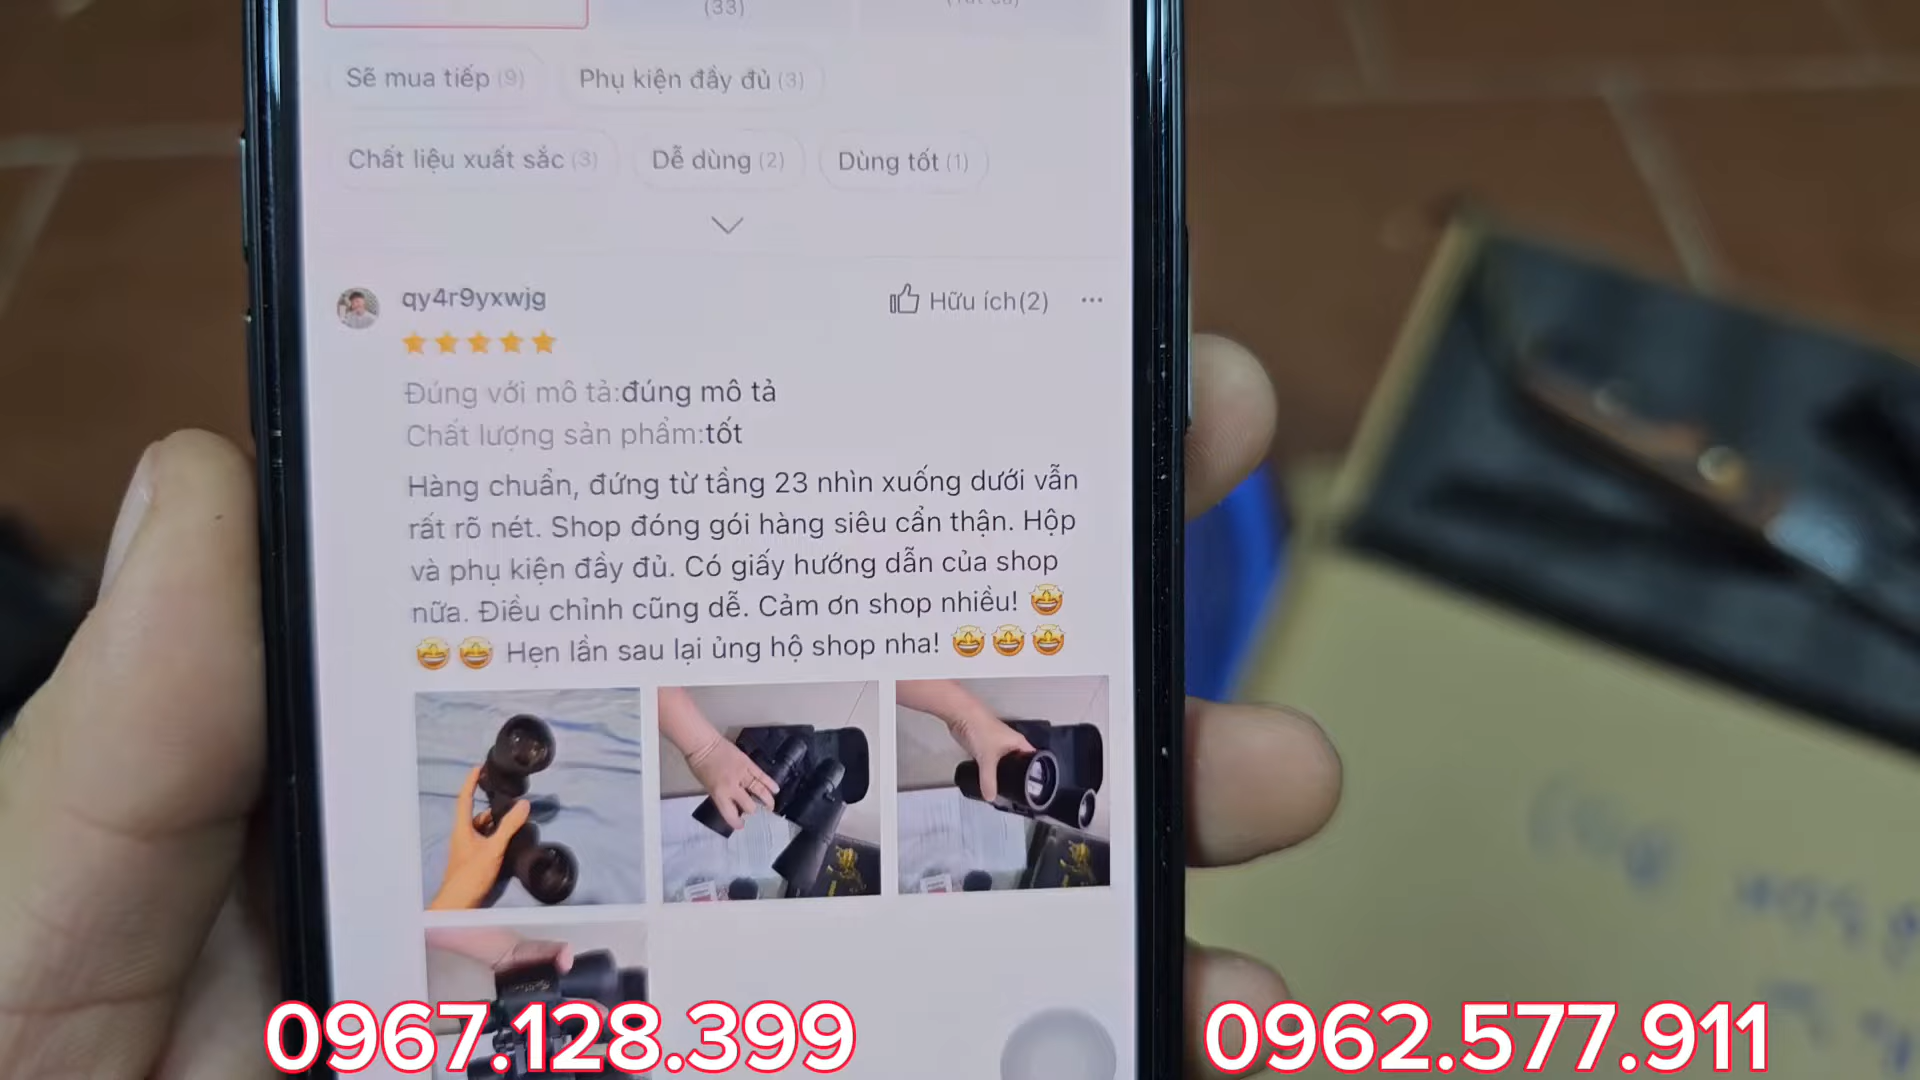 (33)
Sẽ mua tiếp (9)
Phụ kiện đầy đủ (3)
Chất liệu xuất sắc (3)
Dễ dùng (2)
Dùng tốt (1)
qy4r9yxwjg
Hữu ích(2)
Đúng với mô tả:đúng mô tả
Chất lượng sản phẩm:tốt
Hàng chuẩn, đứng từ tầng 23 nhìn xuống dưới vẫn
rất rõ nét. Shop đóng gói hàng siêu cẩn thận. Hộp
và phụ kiện đầy đủ. Có giấy hướng dẫn của shop
nữa. Điều chỉnh cũng dễ. Cảm ơn shop nhiều! 🤩
🤩🤩 Hẹn lần sau lại ủng hộ shop nha! 🤩🤩🤩
0967.128.399
0962.577.911